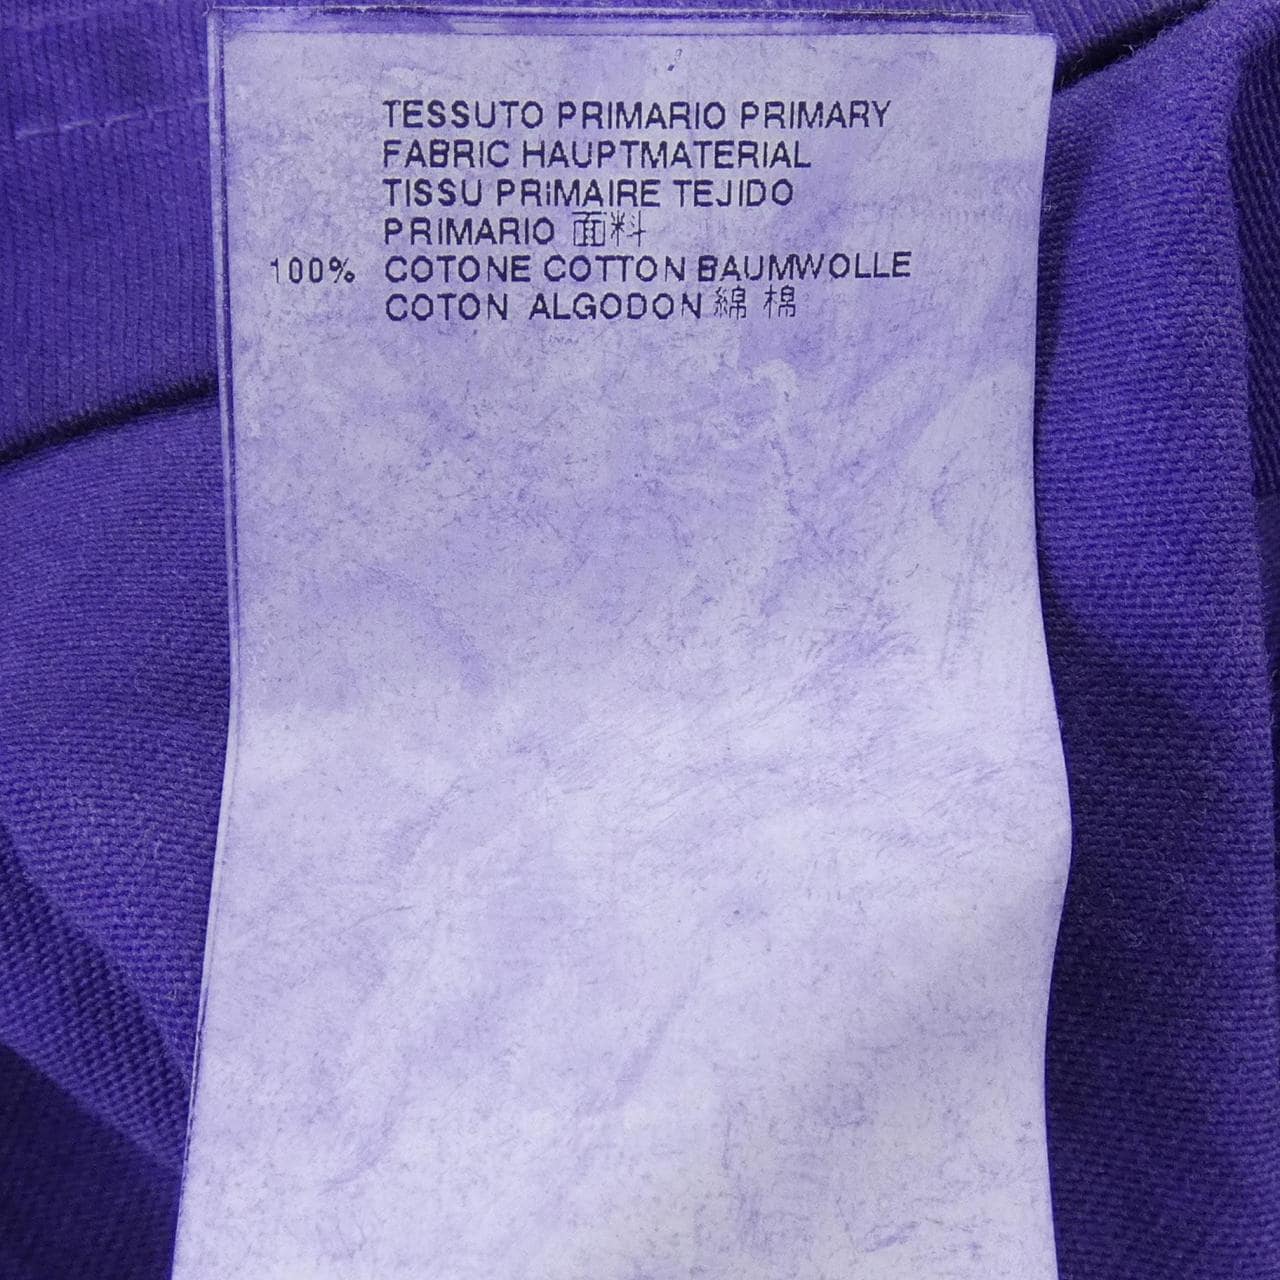 TESSUTO PRIMARIO PRIMARY
FABRIC HAUPTMATERIAL
TISSU PRIMAIRE TEJIDO
PRIMARIO 面料
100% COTONE COTTON BAUMWOLLE
COTON ALGODON 綿 棉